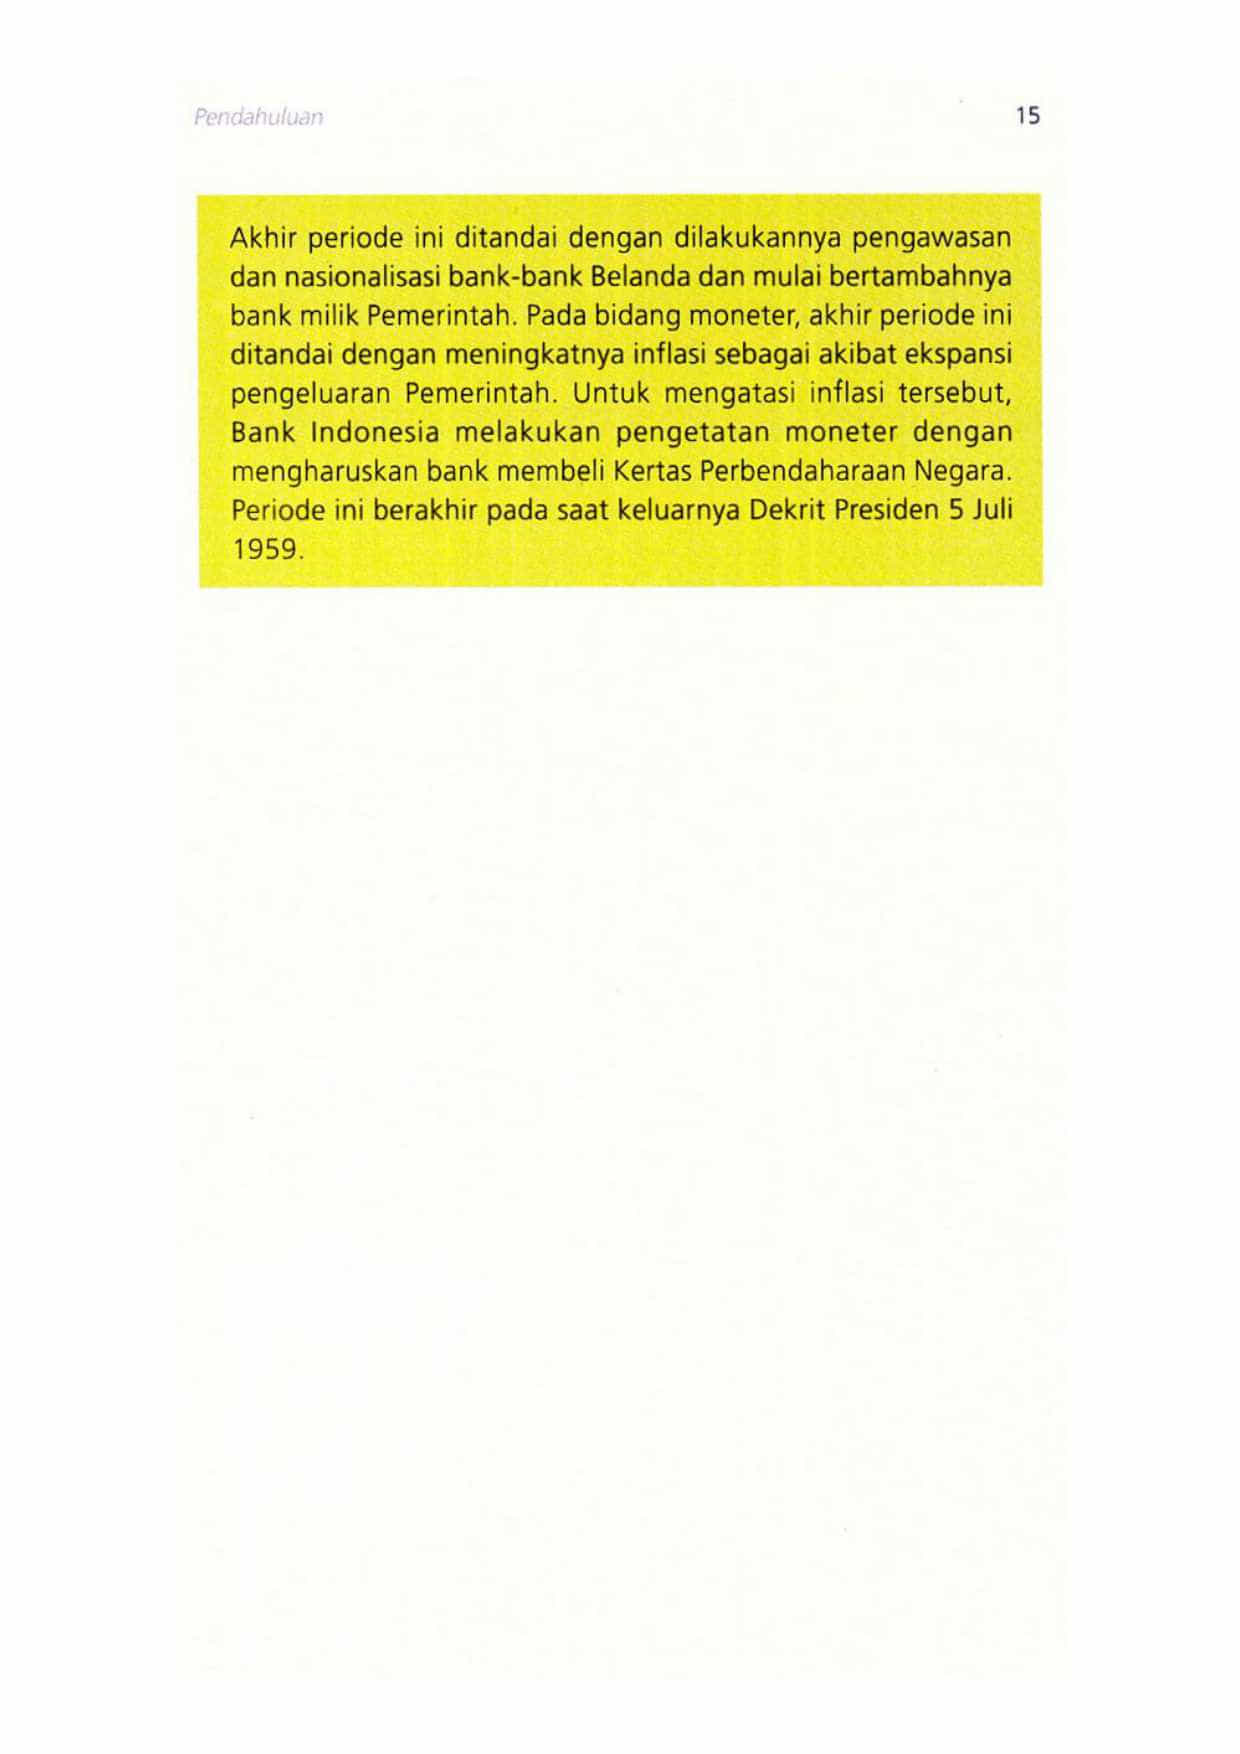 Pendahuluan 15
Akhir periode ini ditandai dengan dilakukannya pengawasan
dan nasionalisasi bank-bank Belanda dan mulai bertambahnya
bank milik Pemerintah. Pada bidang moneter, akhir periode ini
ditandai dengan meningkatnya inflasi sebagai akibat ekspansi
pengeluaran Pemerintah. Untuk mengatasi inflasi tersebut,
Bank Indonesia melakukan pengetatan moneter dengan
mengharuskan bank membeli Kertas Perbendaharaan Negara.
Periode ini berakhir pada saat keluarnya Dekrit Presiden 5 Juli
1959.